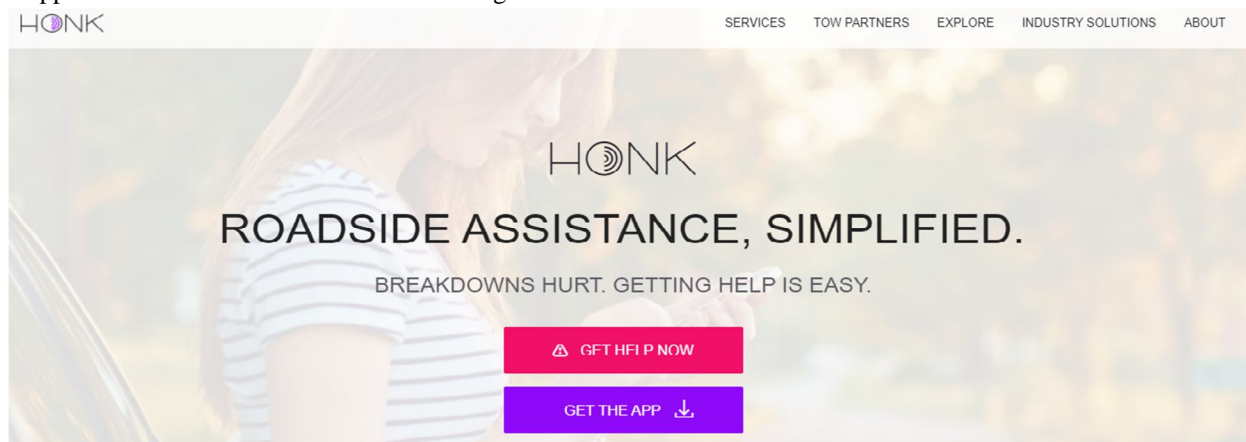 HONK
SERVICES TOW PARTNERS EXPLORE INDUSTRY SOLUTIONS ABOUT
HONK
ROADSIDE ASSISTANCE, SIMPLIFIED.
BREAKDOWNS HURT. GETTING HELP IS EASY.
GET HELP NOW
GET THE APP